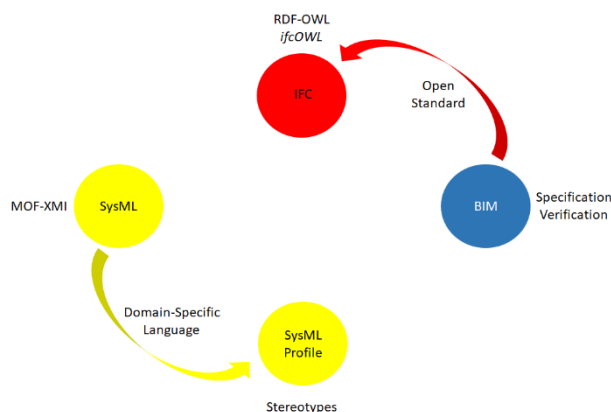 RDF-OWL
ifcOWL
IFC
Open
Standard
MOF-XMI
SysML
BIM
Specification
Verification
Domain-Specific
Language
SysML
Profile
Stereotypes